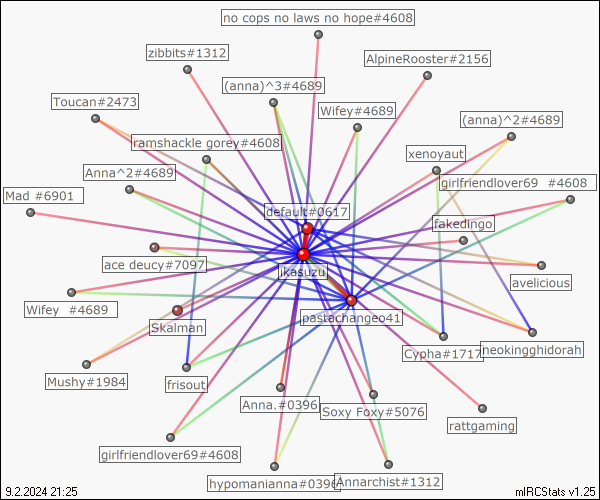 no cops no laws no hope#4608
zibbits#1312
AlpineRooster#2156
(anna)^3#4689
Toucan#2473
Wifey#4689
(anna)^2#4689
ramshackle gorey#4608
xenoyaut
Anna^2#4689
girlfriendlover69 #4608
Mad #6901
default#0617
fakedingo
ace deucy#7097
jkasuzu
avelicious
Wifey #4689
pastachangeo41
Skalman
Cypha#1717
neokingghidorah
Mushy#1984
frisout
Anna.#0396
Soxy Foxy#5076
rattgaming
girlfriendlover69#4608
hypomanianna#0396
Annarchist#1312
9.2.2024 21:25
mIRCStats v1.25